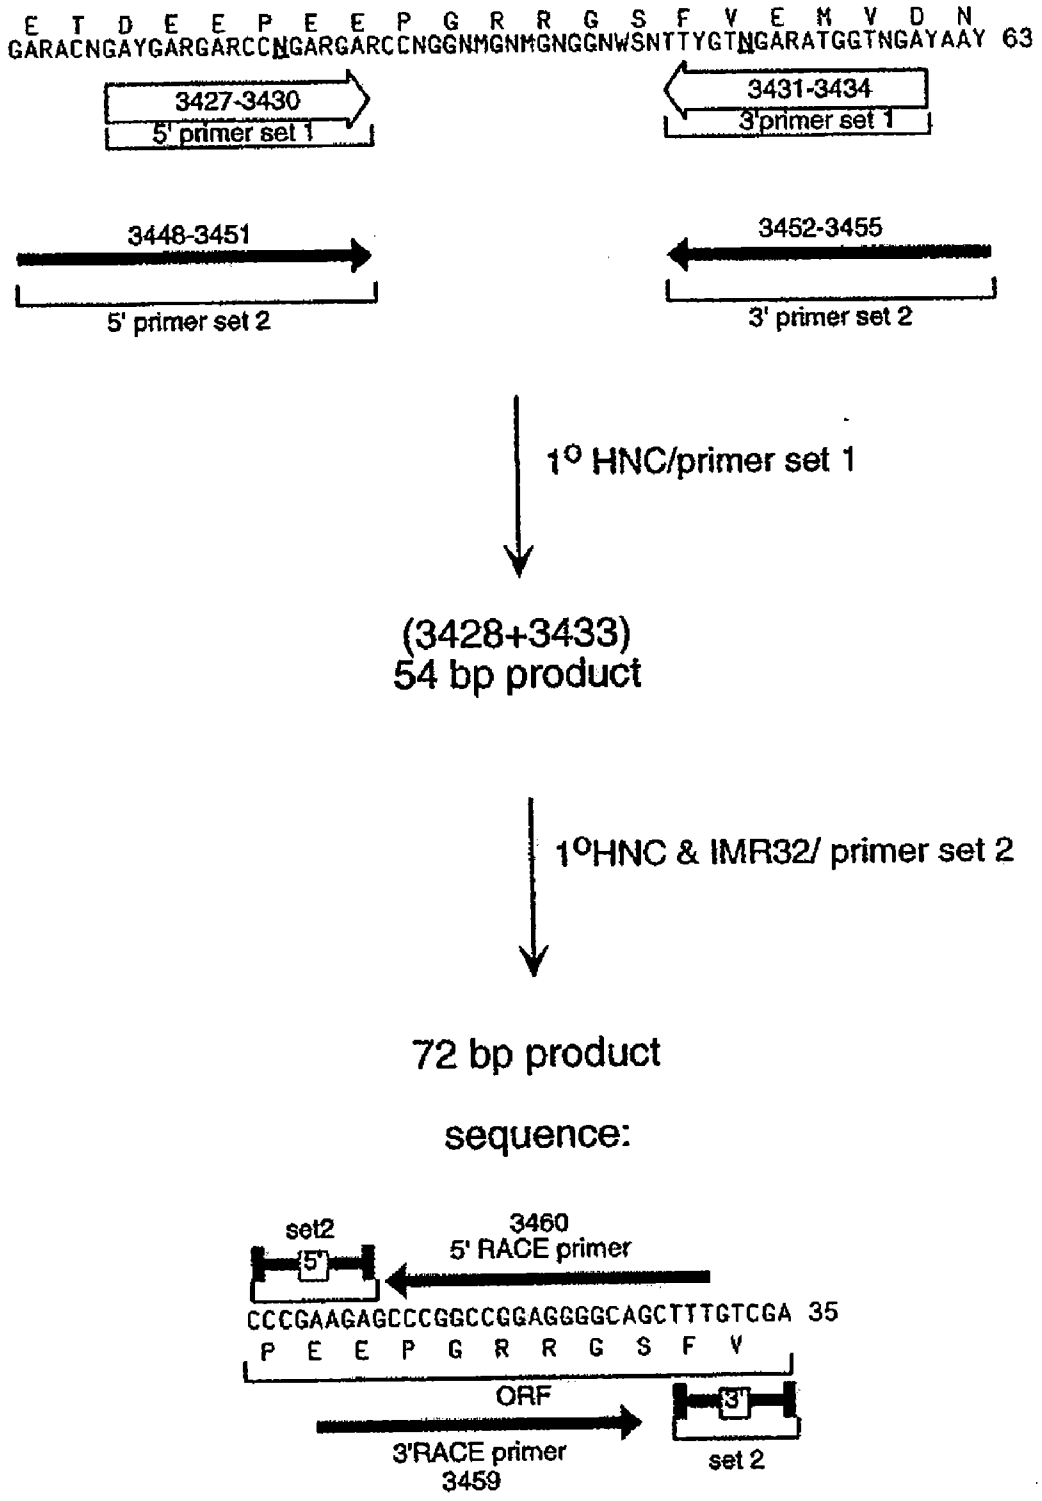 E T D E E P E E P G R R G S F V E M V D N
GARACNGAYGARGARCCNGARGARCCNGGNMGNMGNGGNWSNTTYGTNGARATGGTNGAYAAY 63
3427-3430 3431-3434
5' primer set 1 3'primer set 1
3448-3451 3452-3455
5' primer set 2 3' primer set 2
1º HNC/primer set 1
(3428+3433)
54 bp product
1ºHNC & IMR32/ primer set 2
72 bp product
sequence:
set2 3460
5' 5' RACE primer
CCCGAAGAGCCCGGCCGGAGGGGCAGCTTTGTCGA 35
P E E P G R R G S F V
ORF
3'
3'RACE primer set 2
3459